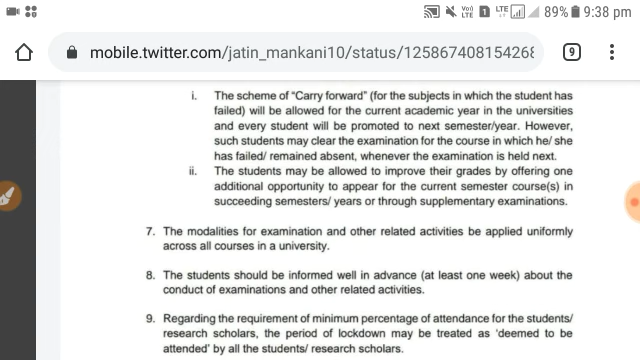 Vo) LTE 1 LTE 89% 9:38 pm
mobile.twitter.com/jatin_mankani10/status/125867408154268
9
i. The scheme of “Carry forward” (for the subjects in which the student has
failed) will be allowed for the current academic year in the universities
and every student will be promoted to next semester/year. However,
such students may clear the examination for the course in which he/ she
has failed/ remained absent, whenever the examination is held next.
ii. The students may be allowed to improve their grades by offering one
additional opportunity to appear for the current semester course(s) in
succeeding semesters/ years or through supplementary examinations.
7. The modalities for examination and other related activities be applied uniformly
across all courses in a university.
8. The students should be informed well in advance (at least one week) about the
conduct of examinations and other related activities.
9. Regarding the requirement of minimum percentage of attendance for the students/
research scholars, the period of lockdown may be treated as ‘deemed to be
attended’ by all the students/ research scholars.